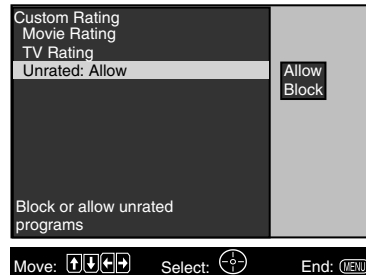 Custom Rating
Movie Rating
TV Rating
Unrated: Allow
Allow
Block
Block or allow unrated
programs
Move: Select: End: MENU